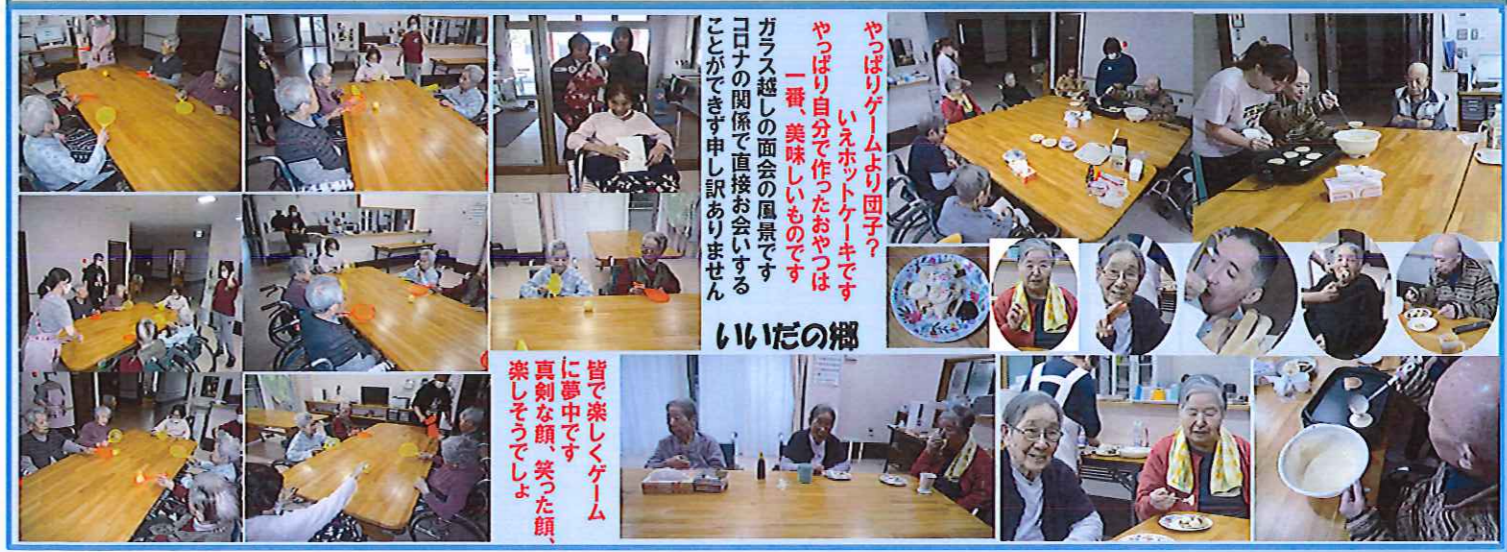 やっぱりゲームより団子？
いえホットケーキです
やっぱり自分で作ったおやつは
一番、美味しいものです
ガラス越しの面会の風景です
コロナの関係で直接お会いする
ことができず申し訳ありません
いいだの郷
皆で楽しくゲーム
に夢中です
真剣な顔、笑った顔、
楽しそうでしょ